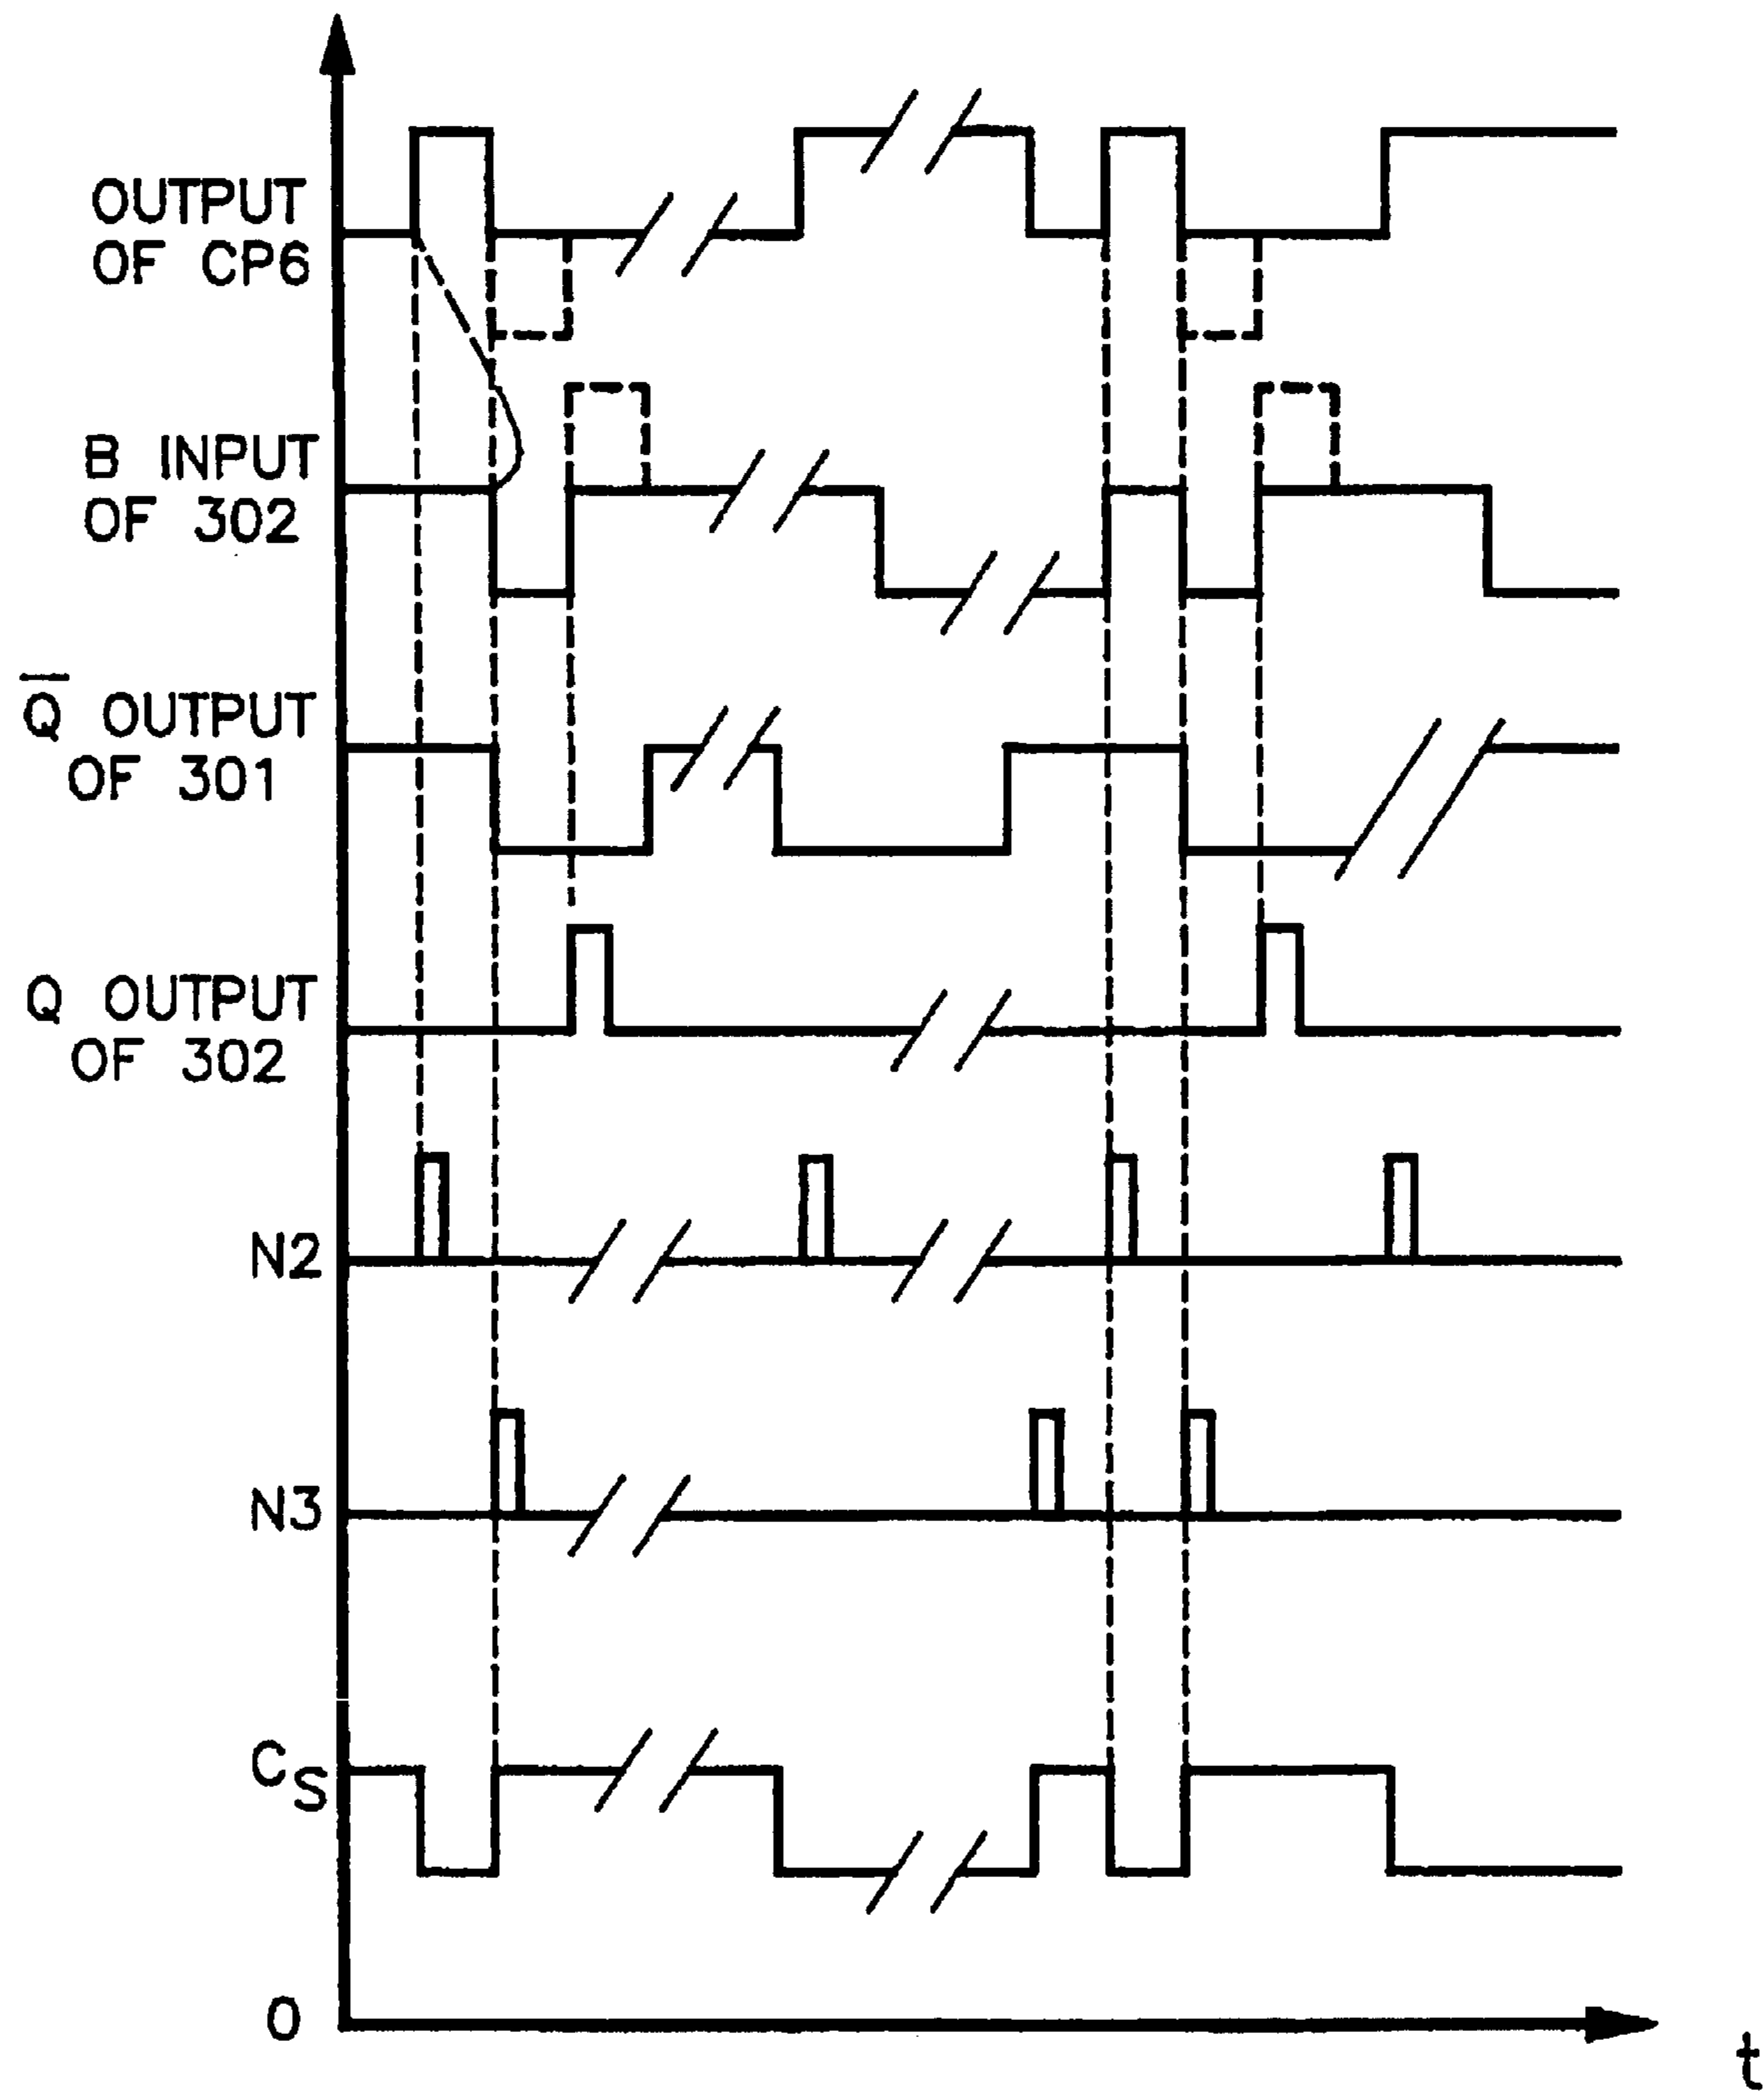 OUTPUT
OF CP6
B INPUT
OF 302
Q̅ OUTPUT
OF 301
Q OUTPUT
OF 302
N2
N3
CS
0
t